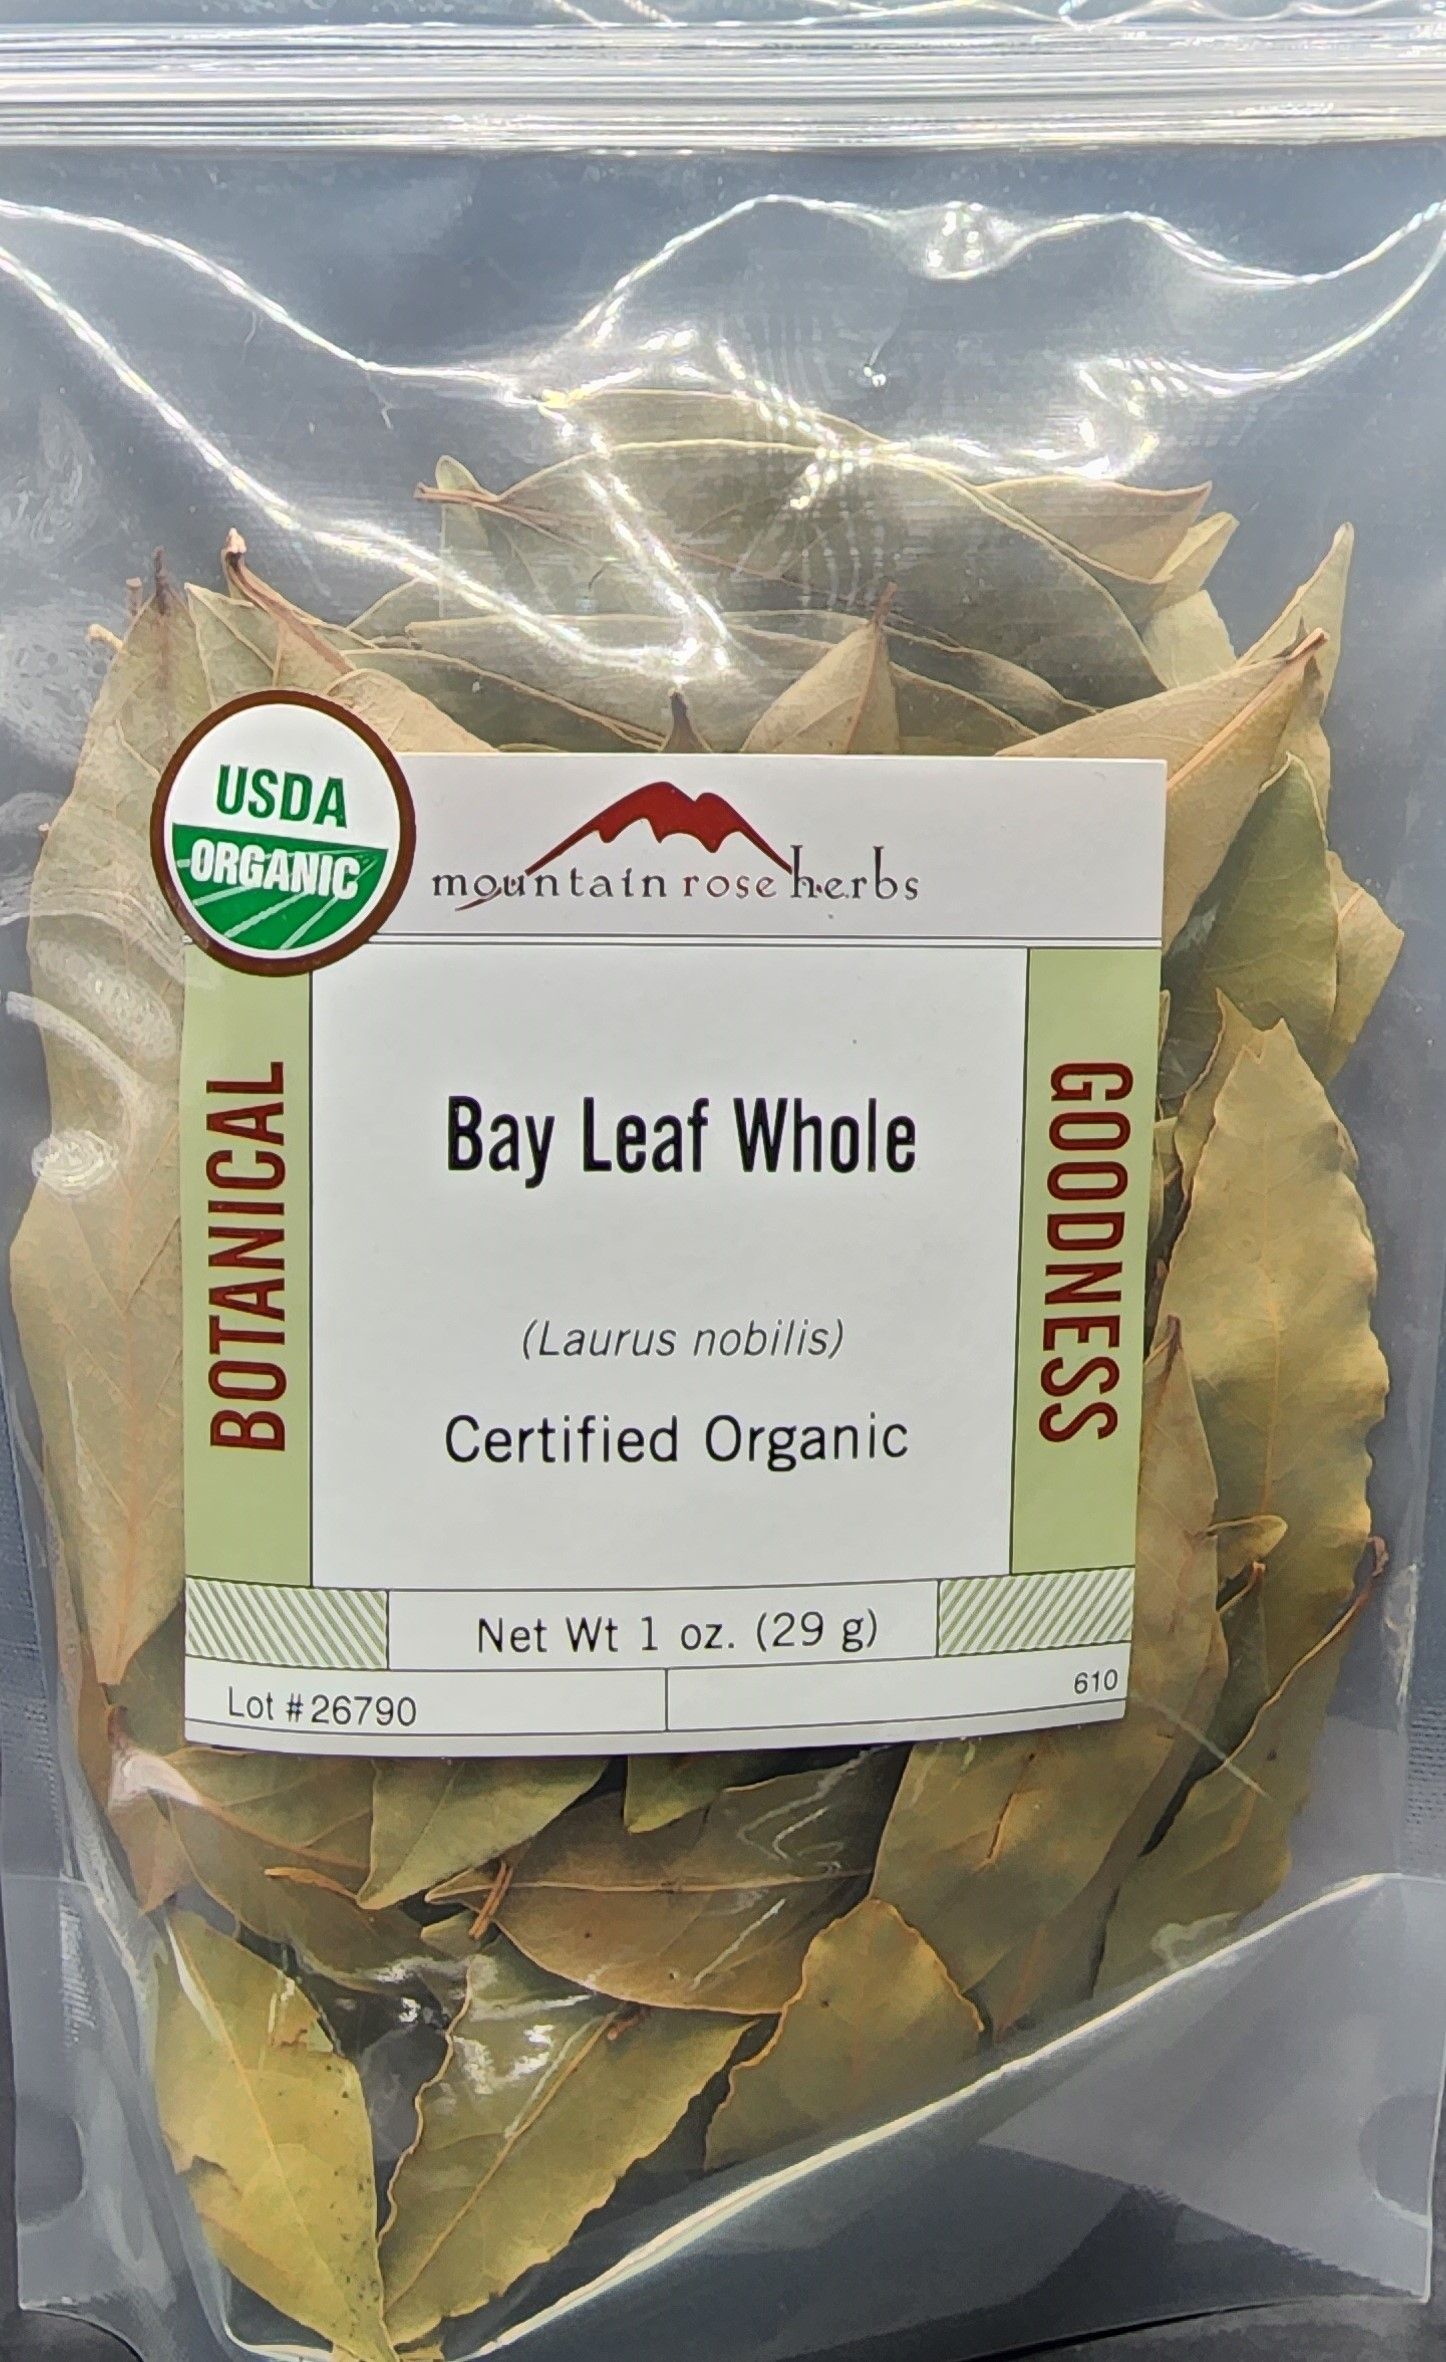 USDA
ORGANIC
mountain rose herbs
BOTANICAL
GOODNESS
Bay Leaf Whole
(Laurus nobilis)
Certified Organic
Net Wt 1 oz. (29 g)
Lot #26790
610